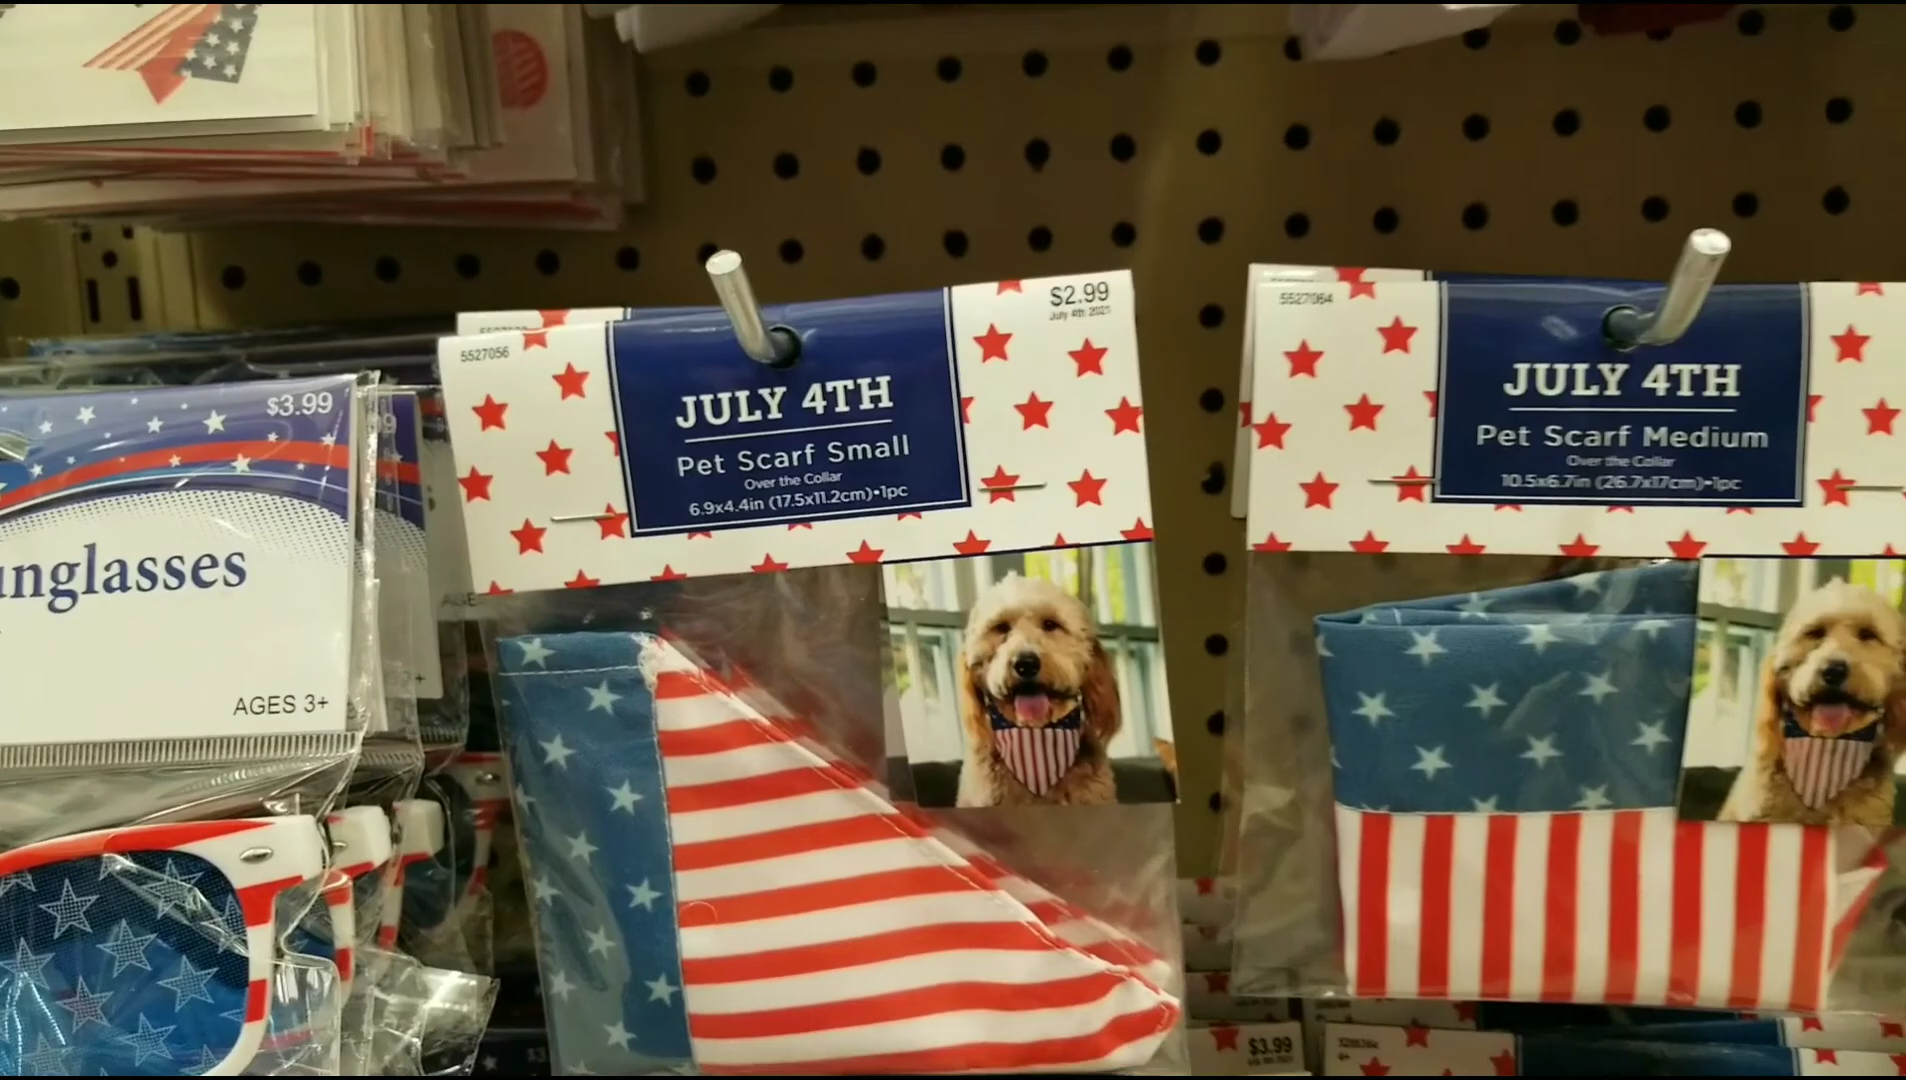 $3.99
unglasses
AGES 3+
5527056
$2.99
July 4th 2021
JULY 4TH
Pet Scarf Small
Over the Collar
6.9x4.4in (17.5x11.2cm)•1pc
5527064
JULY 4TH
Pet Scarf Medium
Over the Collar
10.5x6.7in (26.7x17cm)•1pc
AGE
$3.99